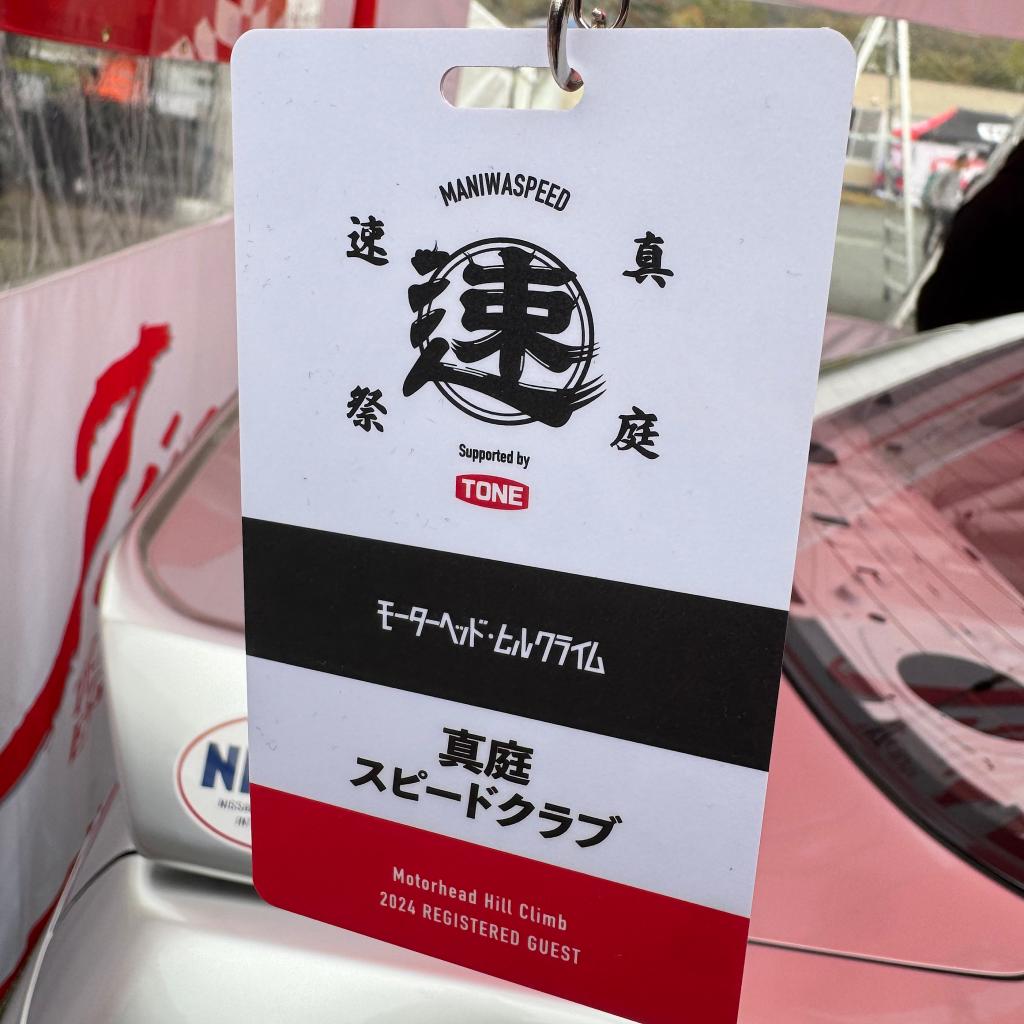 MANIWASPEED
真庭
速祭
速
Supported by
TONE
モーターヘッド・ヒルクライム
真庭
スピードクラブ
Motorhead Hill Climb
2024 REGISTERED GUEST